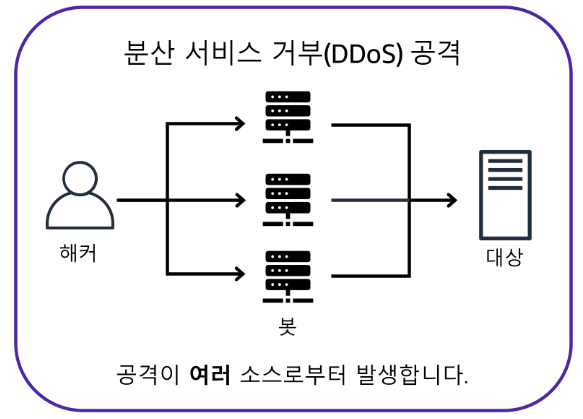 분산 서비스 거부(DDoS) 공격
해커
대상
봇
공격이 여러 소스로부터 발생합니다.